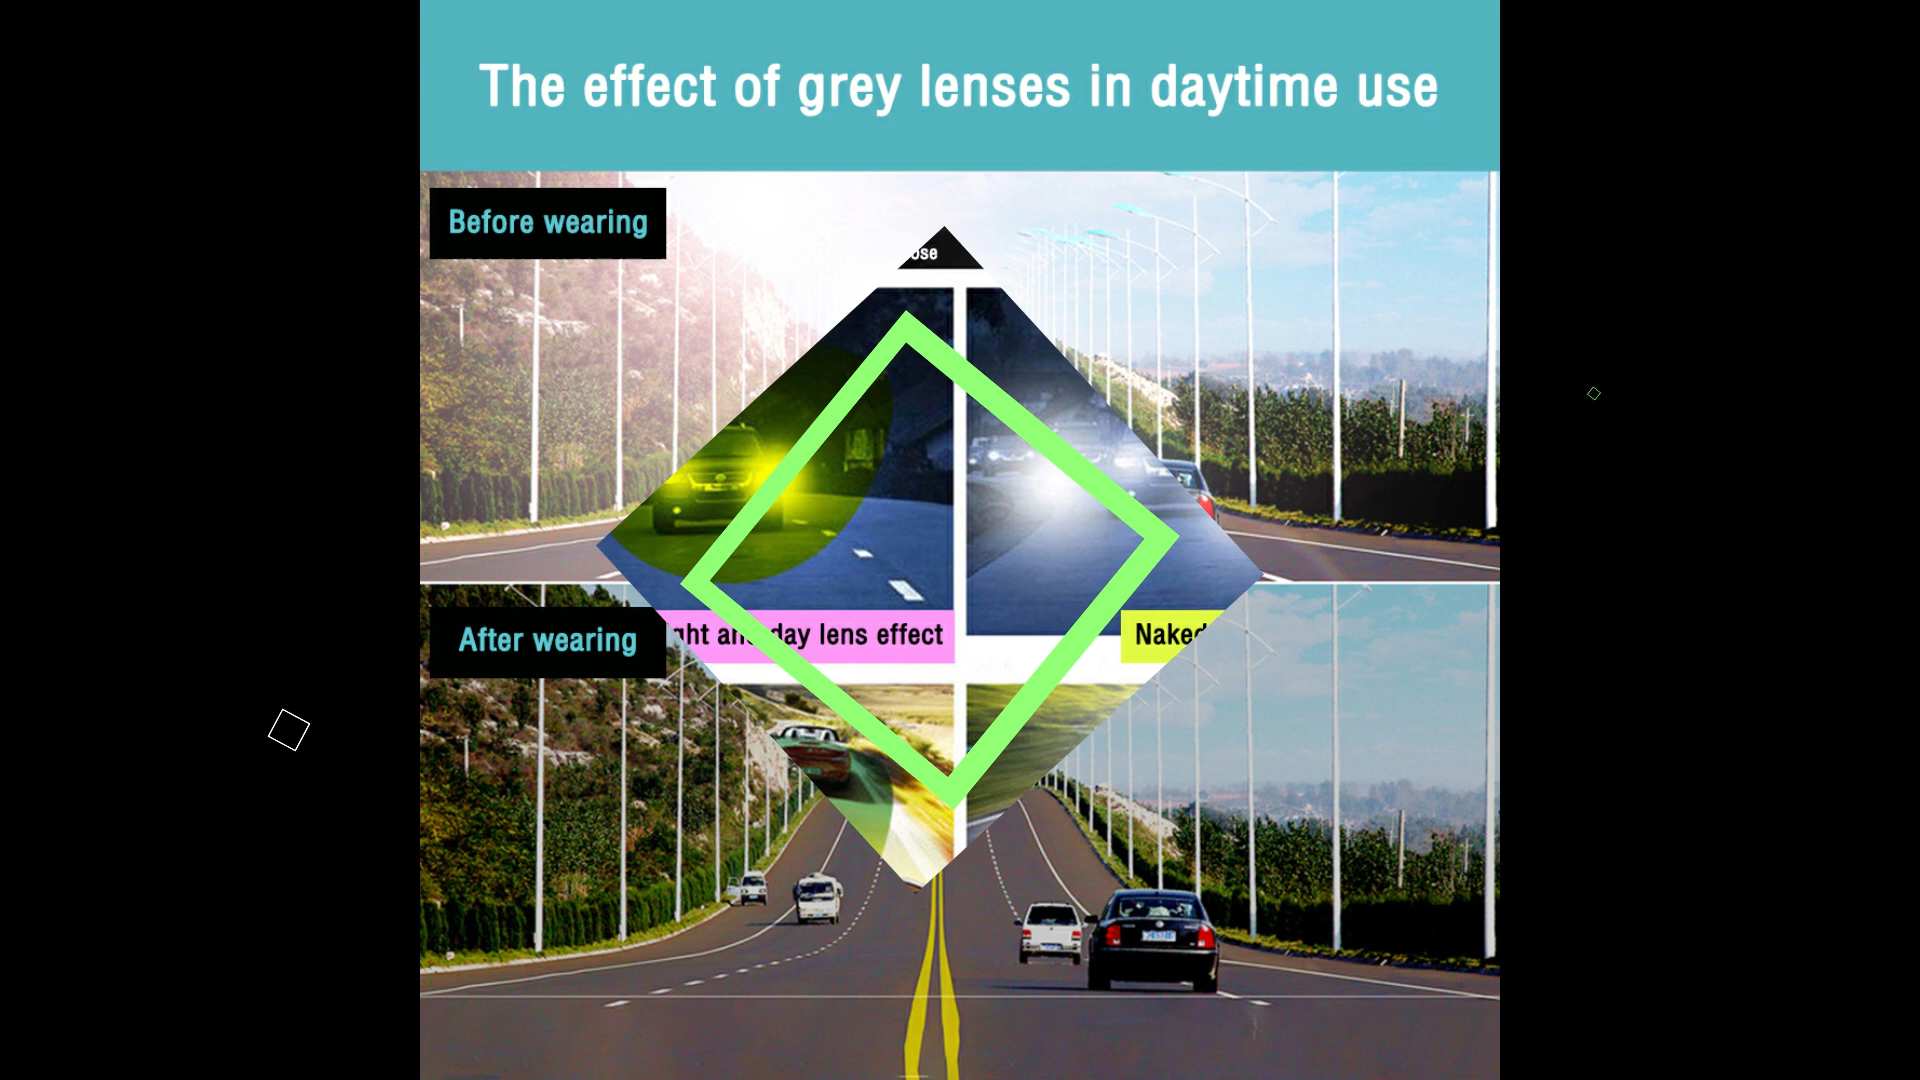 The effect of grey lenses in daytime use
Before wearing
After wearing
day lens effect